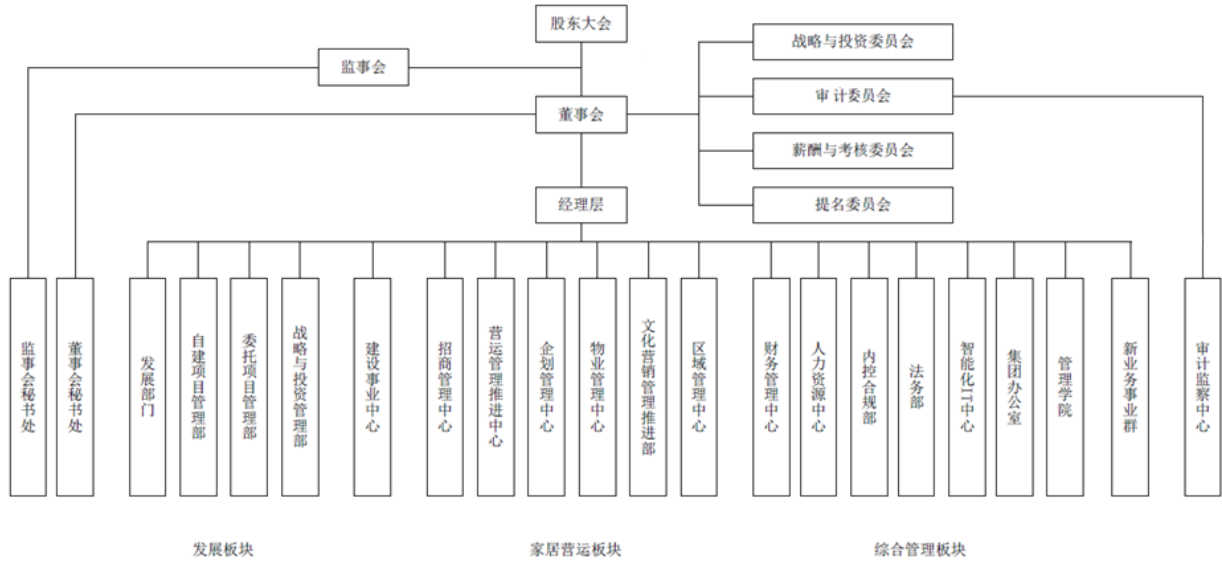 股东大会
战略与投资委员会
监事会
审计委员会
董事会
薪酬与考核委员会
经理层
提名委员会
监事会秘书处
董事会秘书处
发展部门
自建项目管理部
委托项目管理部
战略与投资管理部
建设事业中心
招商管理中心
营运管理推进中心
企划管理中心
物业管理中心
文化营销管理推进部
区域管理中心
财务管理中心
人力资源中心
内控合规部
法务部
智能化IT中心
集团办公室
管理学院
新业务事业群
审计监察中心
发展板块
家居营运板块
综合管理板块